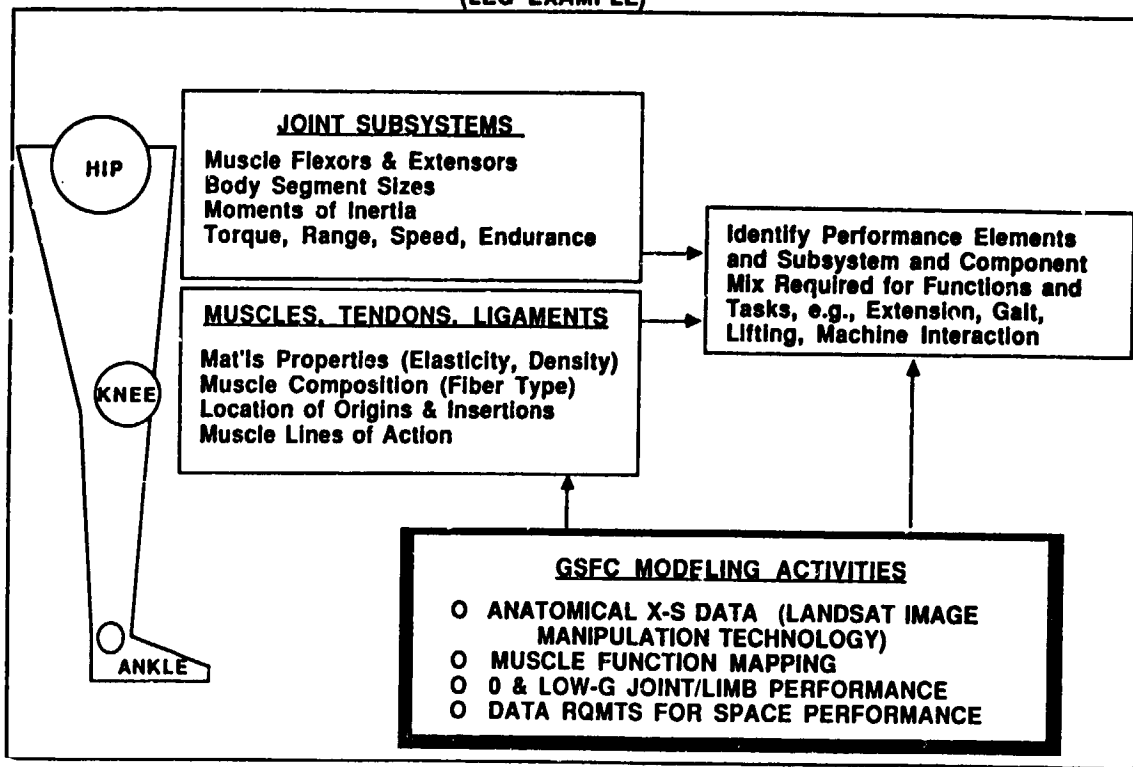 (LEG EXAMPLE)
HIP
KNEE
ANKLE
JOINT SUBSYSTEMS
Muscle Flexors & Extensors
Body Segment Sizes
Moments of Inertia
Torque, Range, Speed, Endurance
MUSCLES, TENDONS, LIGAMENTS
Mat'ls Properties (Elasticity, Density)
Muscle Composition (Fiber Type)
Location of Origins & Insertions
Muscle Lines of Action
Identify Performance Elements
and Subsystem and Component
Mix Required for Functions and
Tasks, e.g., Extension, Gait,
Lifting, Machine Interaction
GSFC MODELING ACTIVITIES
O ANATOMICAL X-S DATA (LANDSAT IMAGE
MANIPULATION TECHNOLOGY)
O MUSCLE FUNCTION MAPPING
O 0 & LOW-G JOINT/LIMB PERFORMANCE
O DATA RQMTS FOR SPACE PERFORMANCE